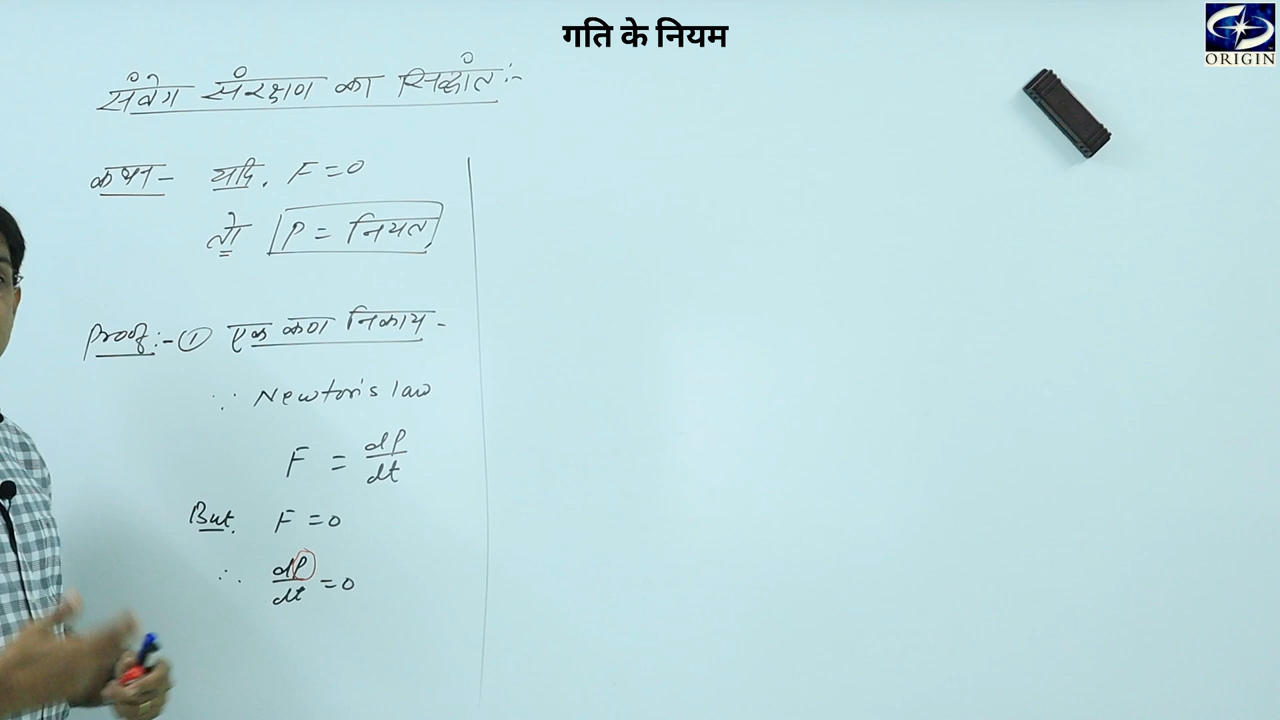 गति के नियम
ORIGIN
संवेग संरक्षण का सिद्धांत :-
कथन - यदि, F = 0
तो P = नियत,
Proof :- ① एक कण निकाय -
∵ Newton's law
F = dP/dt
But, F = 0
∴ dP/dt = 0